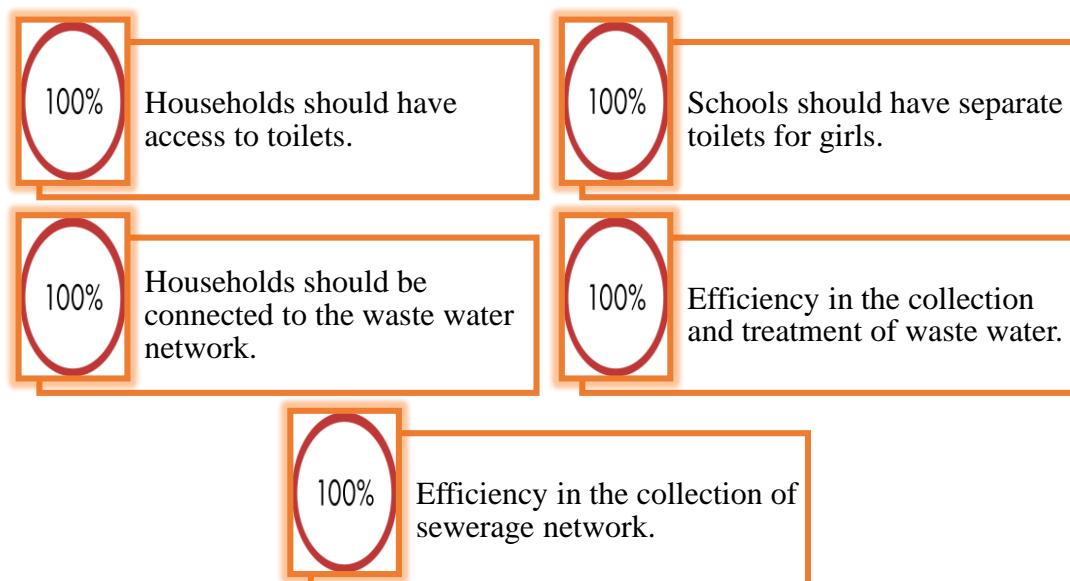 100%
Households should have
access to toilets.
100%
Schools should have separate
toilets for girls.
100%
Households should be
connected to the waste water
network.
100%
Efficiency in the collection
and treatment of waste water.
100%
Efficiency in the collection of
sewerage network.